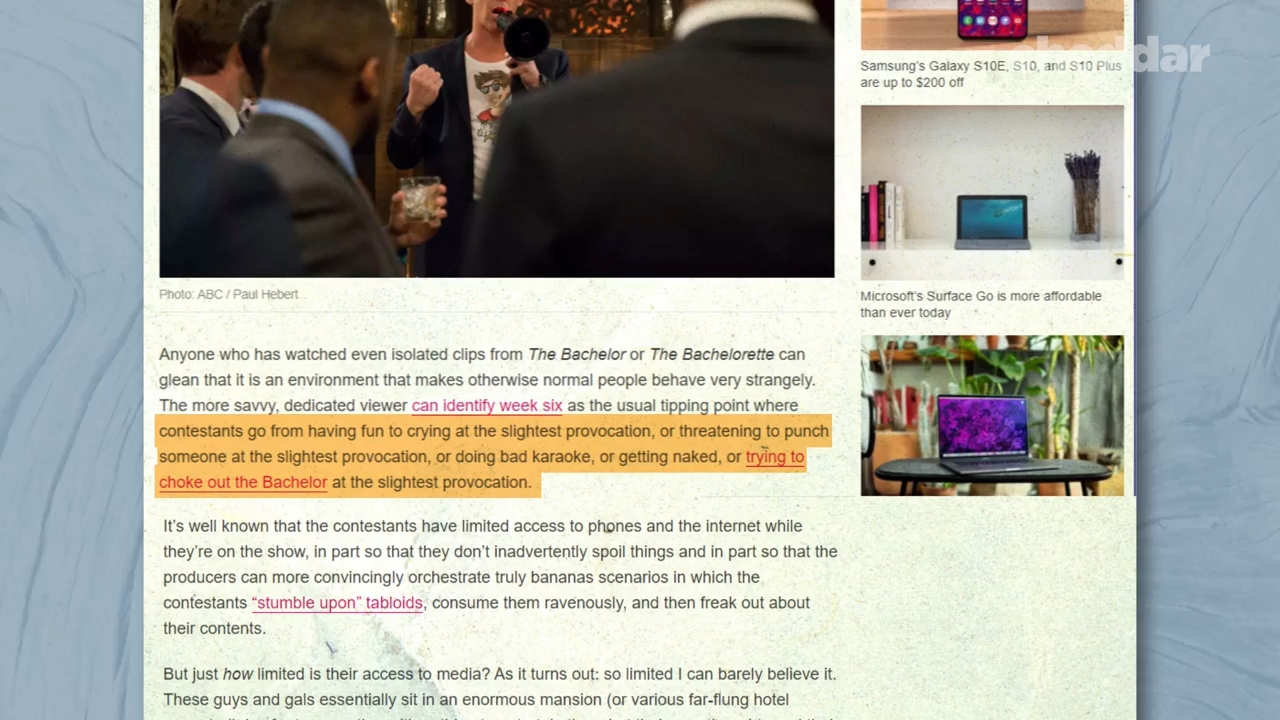 cheddar
Samsung's Galaxy S10E, S10, and S10 Plus
are up to $200 off
Microsoft's Surface Go is more affordable
than ever today
Photo: ABC / Paul Hebert
Anyone who has watched even isolated clips from The Bachelor or The Bachelorette can
glean that it is an environment that makes otherwise normal people behave very strangely.
The more savvy, dedicated viewer can identify week six as the usual tipping point where
contestants go from having fun to crying at the slightest provocation, or threatening to punch
someone at the slightest provocation, or doing bad karaoke, or getting naked, or trying to
choke out the Bachelor at the slightest provocation.
It's well known that the contestants have limited access to phones and the internet while
they're on the show, in part so that they don't inadvertently spoil things and in part so that the
producers can more convincingly orchestrate truly bananas scenarios in which the
contestants “stumble upon” tabloids, consume them ravenously, and then freak out about
their contents.
But just how limited is their access to media? As it turns out: so limited I can barely believe it.
These guys and gals essentially sit in an enormous mansion (or various far-flung hotel